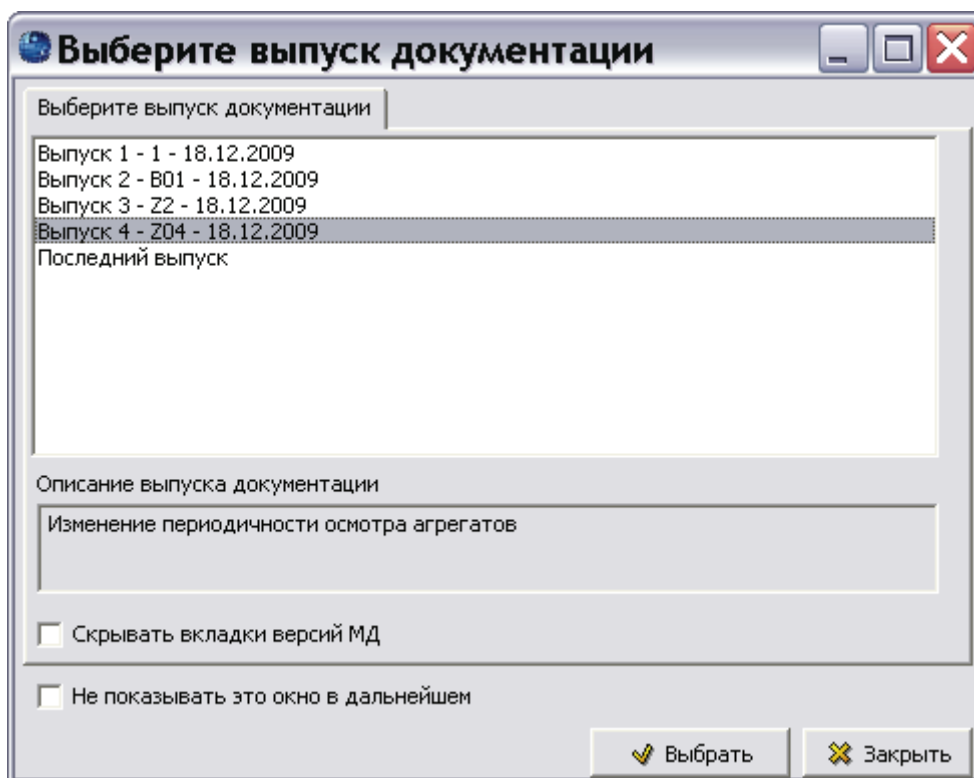 Выберите выпуск документации
Выберите выпуск документации
Выпуск 1 - 1 - 18.12.2009
Выпуск 2 - B01 - 18.12.2009
Выпуск 3 - Z2 - 18.12.2009
Выпуск 4 - Z04 - 18.12.2009
Последний выпуск
Описание выпуска документации
Изменение периодичности осмотра агрегатов
Скрывать вкладки версий МД
Не показывать это окно в дальнейшем
Выбрать Закрыть